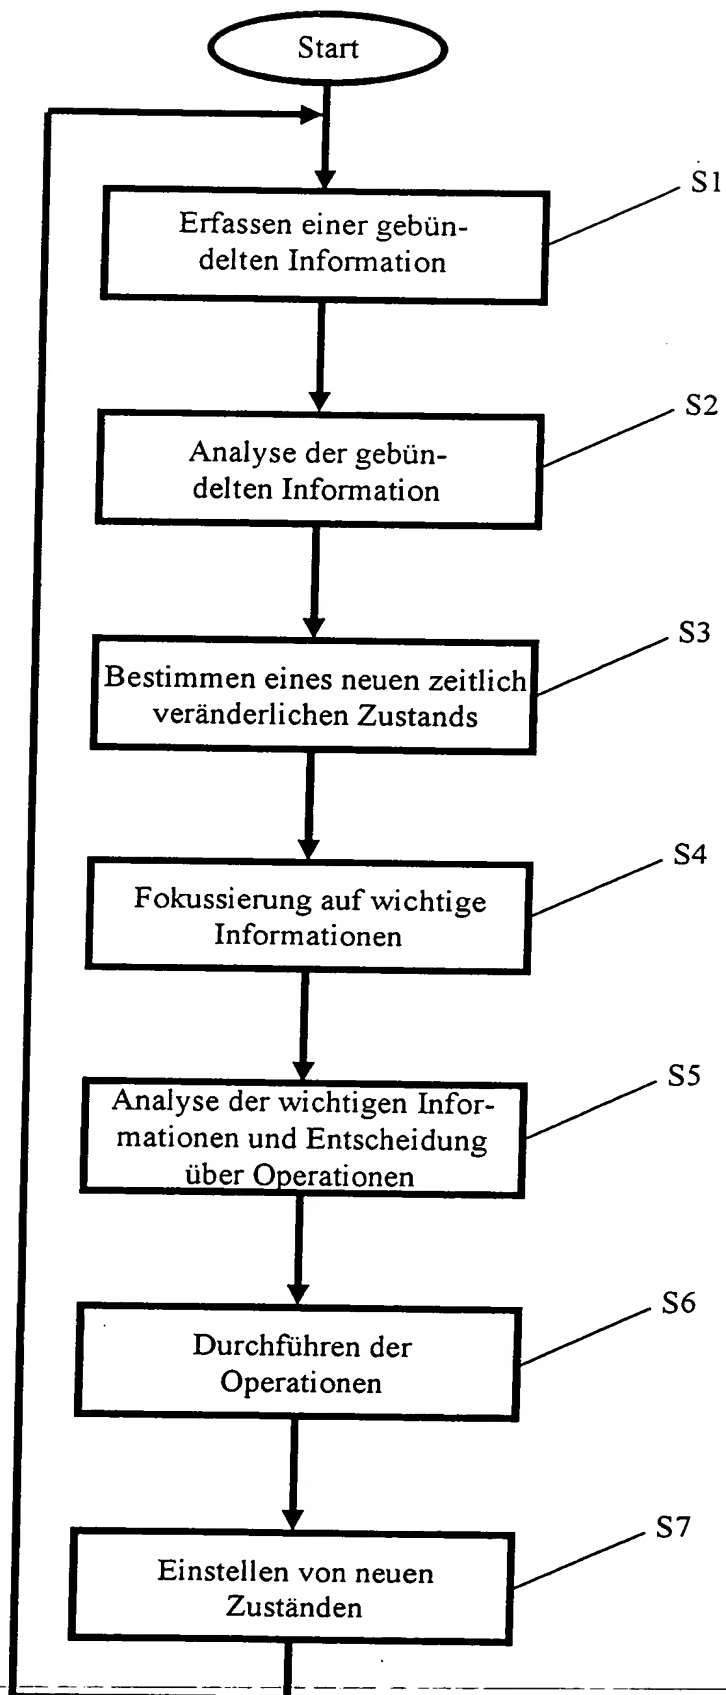 Start
S1
Erfassen einer gebün-
delten Information
S2
Analyse der gebün-
delten Information
S3
Bestimmen eines neuen zeitlich
veränderlichen Zustands
S4
Fokussierung auf wichtige
Informationen
S5
Analyse der wichtigen Infor-
mationen und Entscheidung
über Operationen
S6
Durchführen der
Operationen
S7
Einstellen von neuen
Zuständen